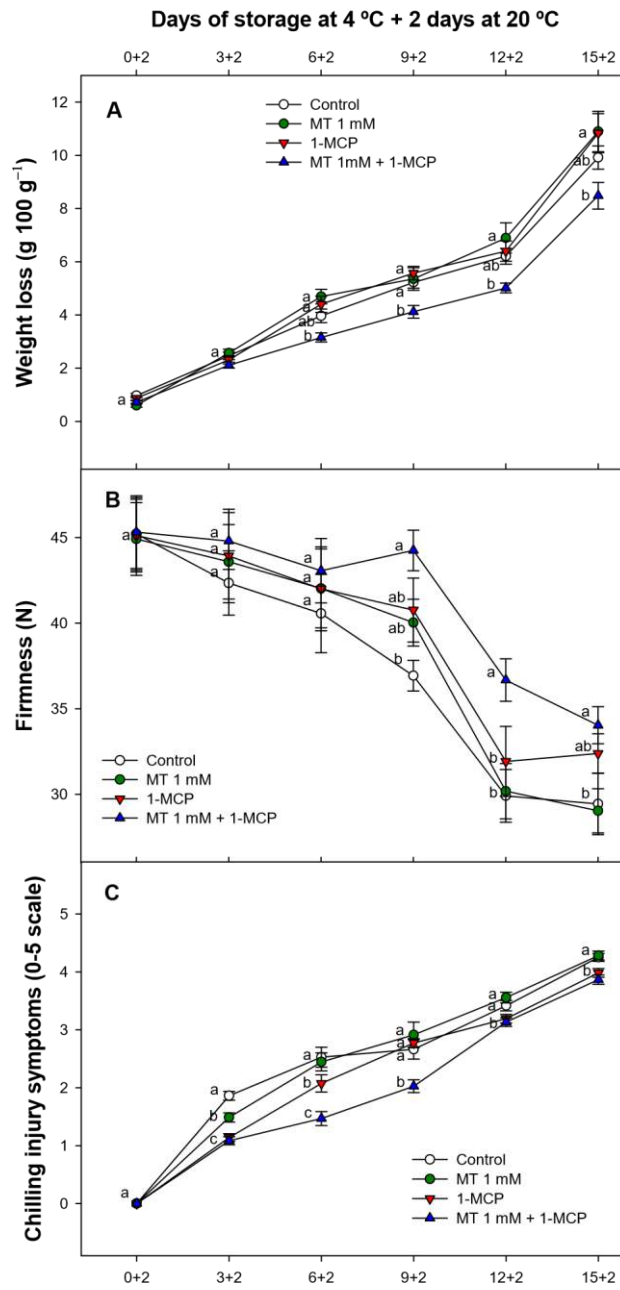 Days of storage at 4 ºC + 2 days at 20 ºC
0+2 3+2 6+2 9+2 12+2 15+2
A
Control
MT 1 mM
1-MCP
MT 1mM + 1-MCP
Weight loss (g 100 g⁻¹)
12
10
8
6
4
2
0
a
a
a
a
ab
b
a
a
b
a
ab
b
a
ab
b
B
Control
MT 1 mM
1-MCP
MT 1 mM + 1-MCP
Firmness (N)
45
40
35
30
a
a
a
a
a
a
a
a
ab
ab
b
a
b
b
a
ab
b
C
Control
MT 1 mM
1-MCP
MT 1 mM + 1-MCP
Chilling injury symptoms (0-5 scale)
5
4
3
2
1
0
a
a
b
c
a
b
c
a
a
a
b
a
a
b
a
b
0+2 3+2 6+2 9+2 12+2 15+2